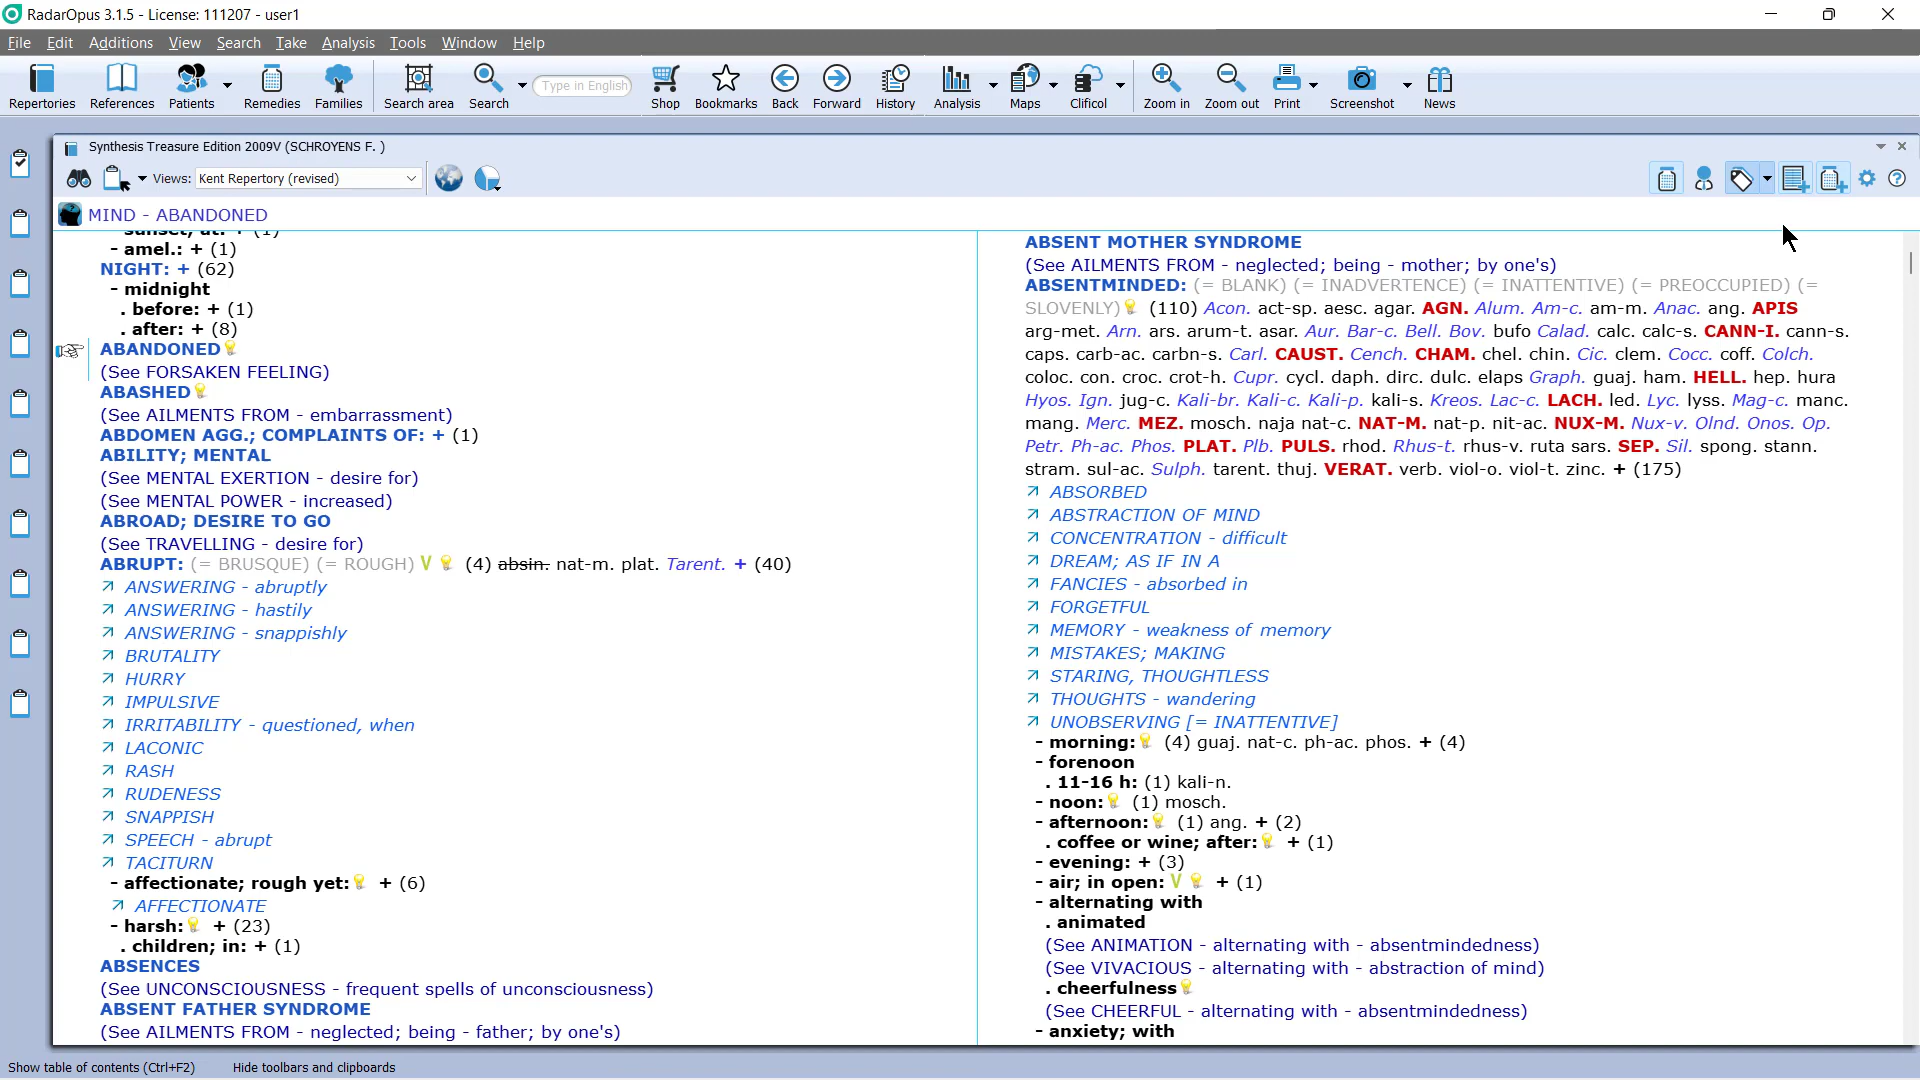 RadarOpus 3.1.5 - License: 111207 - user1
File Edit Additions View Search Take Analysis Tools Window Help
Repertories References Patients Remedies Families Search area Search Type in English Shop Bookmarks Back Forward History Analysis Maps Clificol Zoom in Zoom out Print Screenshot News
Synthesis Treasure Edition 2009V (SCHROYENS F. )
Views: Kent Repertory (revised)
MIND - ABANDONED
sunset; at: + (1)
- amel.: + (1)
NIGHT: + (62)
- midnight
. before: + (1)
. after: + (8)
ABANDONED
(See FORSAKEN FEELING)
ABASHED
(See AILMENTS FROM - embarrassment)
ABDOMEN AGG.; COMPLAINTS OF: + (1)
ABILITY; MENTAL
(See MENTAL EXERTION - desire for)
(See MENTAL POWER - increased)
ABROAD; DESIRE TO GO
(See TRAVELLING - desire for)
ABRUPT: (= BRUSQUE) (= ROUGH) V (4) absin. nat-m. plat. Tarent. + (40)
ANSWERING - abruptly
ANSWERING - hastily
ANSWERING - snappishly
BRUTALITY
HURRY
IMPULSIVE
IRRITABILITY - questioned, when
LACONIC
RASH
RUDENESS
SNAPPISH
SPEECH - abrupt
TACITURN
- affectionate; rough yet: + (6)
AFFECTIONATE
- harsh: + (23)
. children; in: + (1)
ABSENCES
(See UNCONSCIOUSNESS - frequent spells of unconsciousness)
ABSENT FATHER SYNDROME
(See AILMENTS FROM - neglected; being - father; by one's)
ABSENT MOTHER SYNDROME
(See AILMENTS FROM - neglected; being - mother; by one's)
ABSENTMINDED: (= BLANK) (= INADVERTENCE) (= INATTENTIVE) (= PREOCCUPIED) (=
SLOVENLY) (110) Acon. act-sp. aesc. agar. AGN. Alum. Am-c. am-m. Anac. ang. APIS
arg-met. Arn. ars. arum-t. asar. Aur. Bar-c. Bell. Bov. bufo Calad. calc. calc-s. CANN-I. cann-s.
caps. carb-ac. carbn-s. Carl. CAUST. Cench. CHAM. chel. chin. Cic. clem. Cocc. coff. Colch.
coloc. con. croc. crot-h. Cupr. cycl. daph. dirc. dulc. elaps Graph. guaj. ham. HELL. hep. hura
Hyos. Ign. jug-c. Kali-br. Kali-c. Kali-p. kali-s. Kreos. Lac-c. LACH. led. Lyc. lyss. Mag-c. manc.
mang. Merc. MEZ. mosch. naja nat-c. NAT-M. nat-p. nit-ac. NUX-M. Nux-v. Olnd. Onos. Op.
Petr. Ph-ac. Phos. PLAT. Plb. PULS. rhod. Rhus-t. rhus-v. ruta sars. SEP. Sil. spong. stann.
stram. sul-ac. Sulph. tarent. thuj. VERAT. verb. viol-o. viol-t. zinc. + (175)
ABSORBED
ABSTRACTION OF MIND
CONCENTRATION - difficult
DREAM; AS IF IN A
FANCIES - absorbed in
FORGETFUL
MEMORY - weakness of memory
MISTAKES; MAKING
STARING, THOUGHTLESS
THOUGHTS - wandering
UNOBSERVING [= INATTENTIVE]
- morning: (4) guaj. nat-c. ph-ac. phos. + (4)
- forenoon
. 11-16 h: (1) kali-n.
- noon: (1) mosch.
- afternoon: (1) ang. + (2)
. coffee or wine; after: + (1)
- evening: + (3)
- air; in open: V + (1)
- alternating with
. animated
(See ANIMATION - alternating with - absentmindedness)
(See VIVACIOUS - alternating with - abstraction of mind)
. cheerfulness
(See CHEERFUL - alternating with - absentmindedness)
- anxiety; with
Show table of contents (Ctrl+F2) Hide toolbars and clipboards